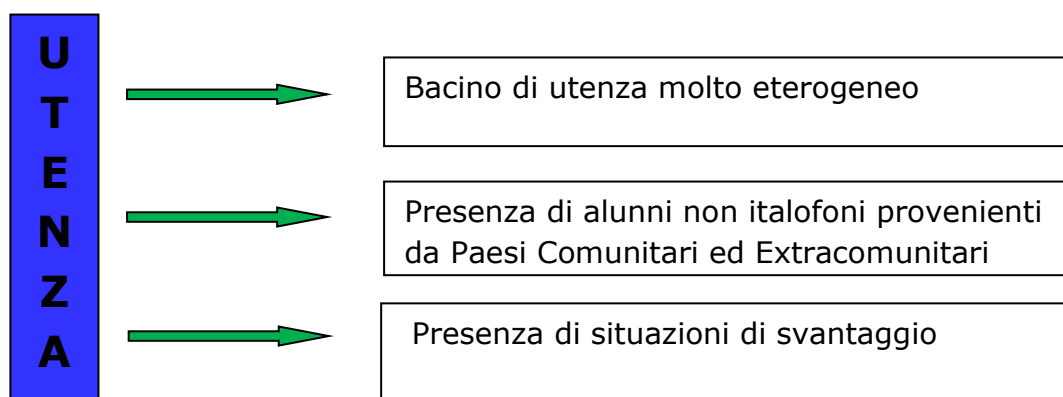 UTENZA
Bacino di utenza molto eterogeneo
Presenza di alunni non italofoni provenienti
da Paesi Comunitari ed Extracomunitari
Presenza di situazioni di svantaggio